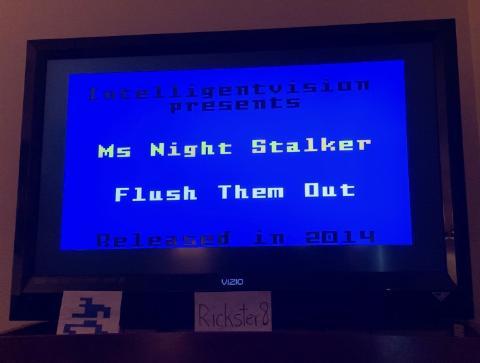 Intelligentvision
presents
Ms Night Stalker
Flush Them Out
Released in 2014
VIZIO
Rickster8